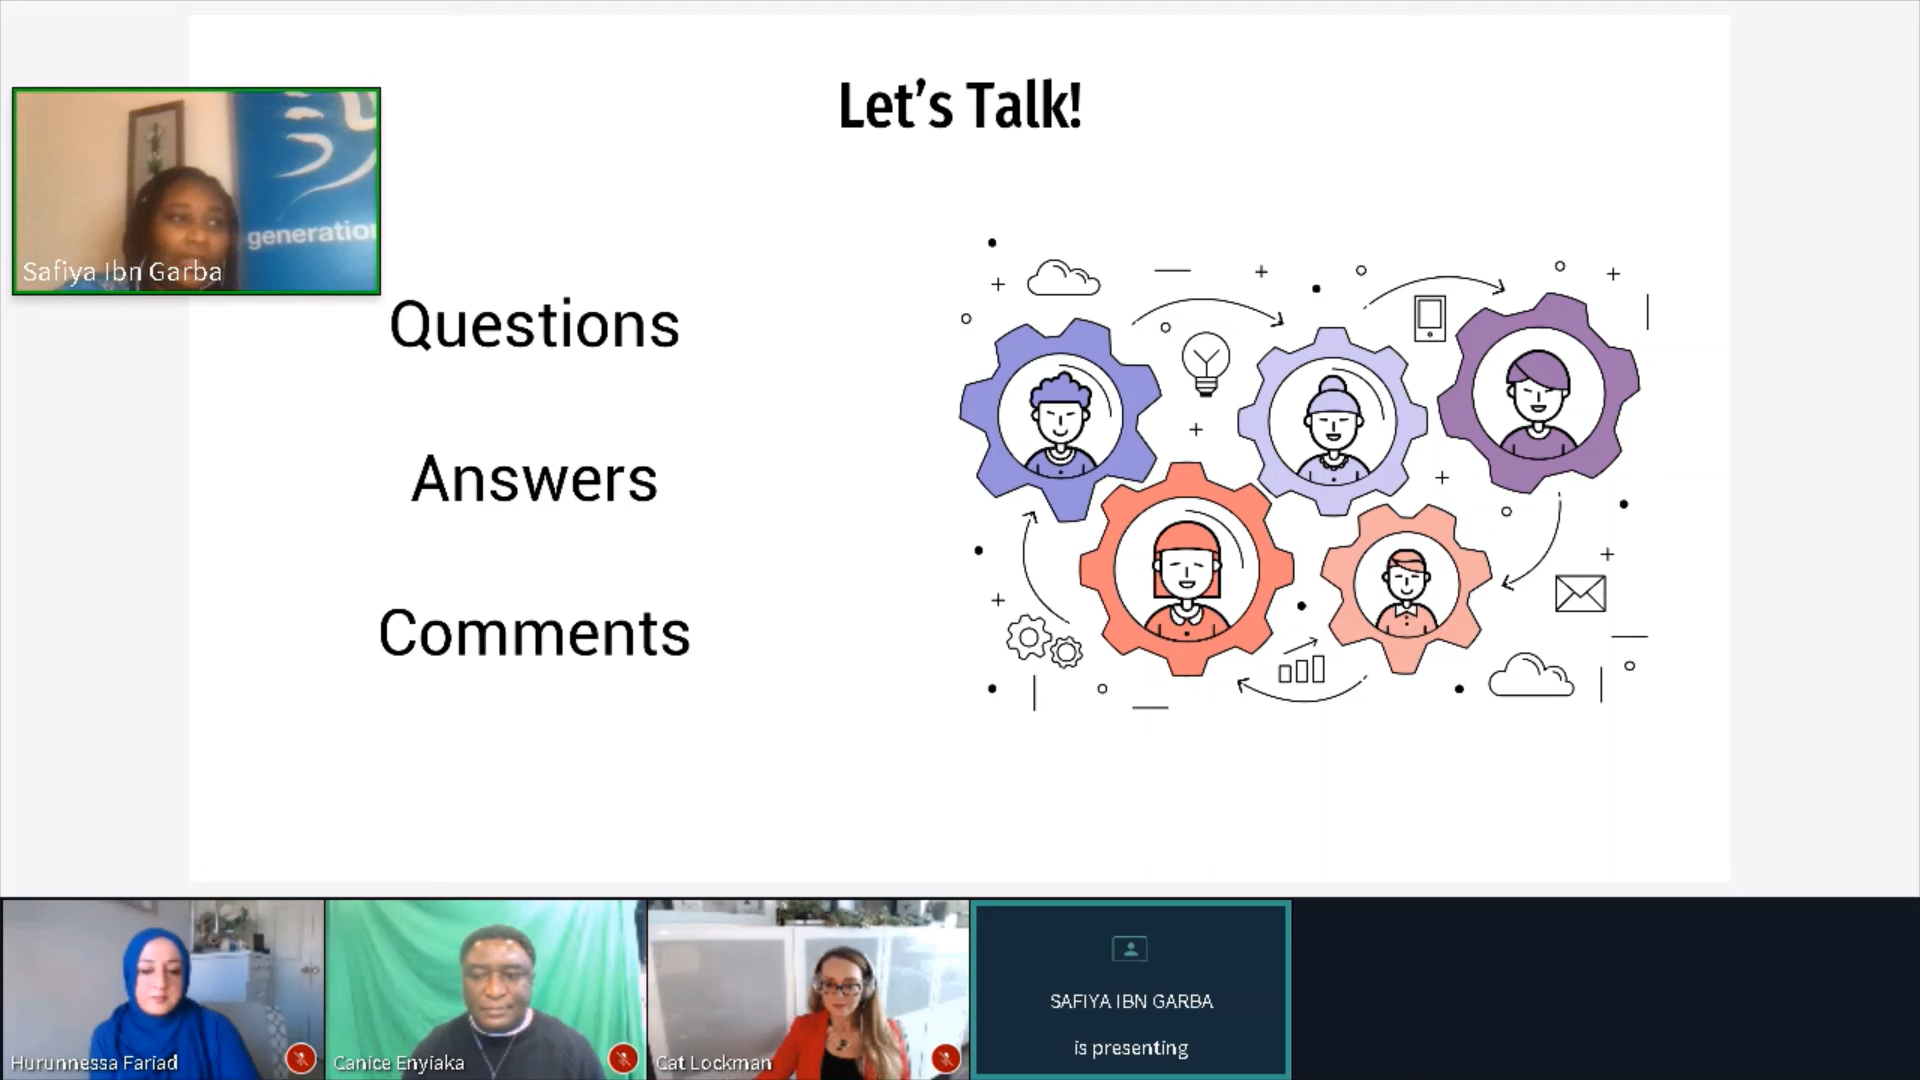 Let's Talk!
generation
Safiya Ibn Garba
Questions
Answers
Comments
Hurunnessa Fariad
Canice Enyiaka
Cat Lockman
SAFIYA IBN GARBA
is presenting